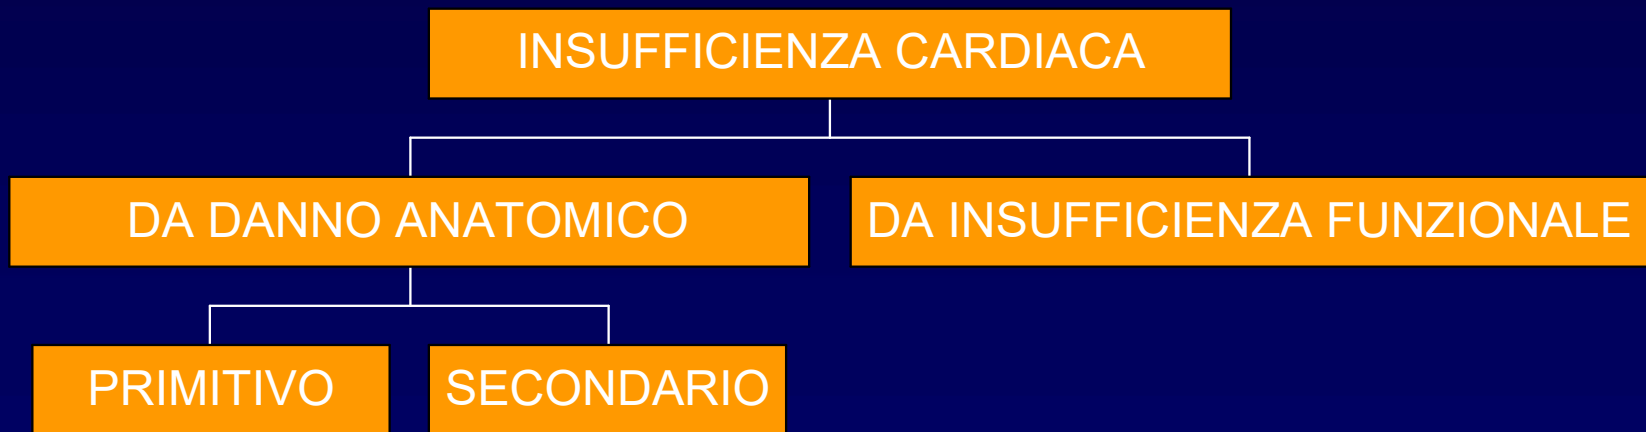 INSUFFICIENZA CARDIACA
DA DANNO ANATOMICO
DA INSUFFICIENZA FUNZIONALE
PRIMITIVO
SECONDARIO